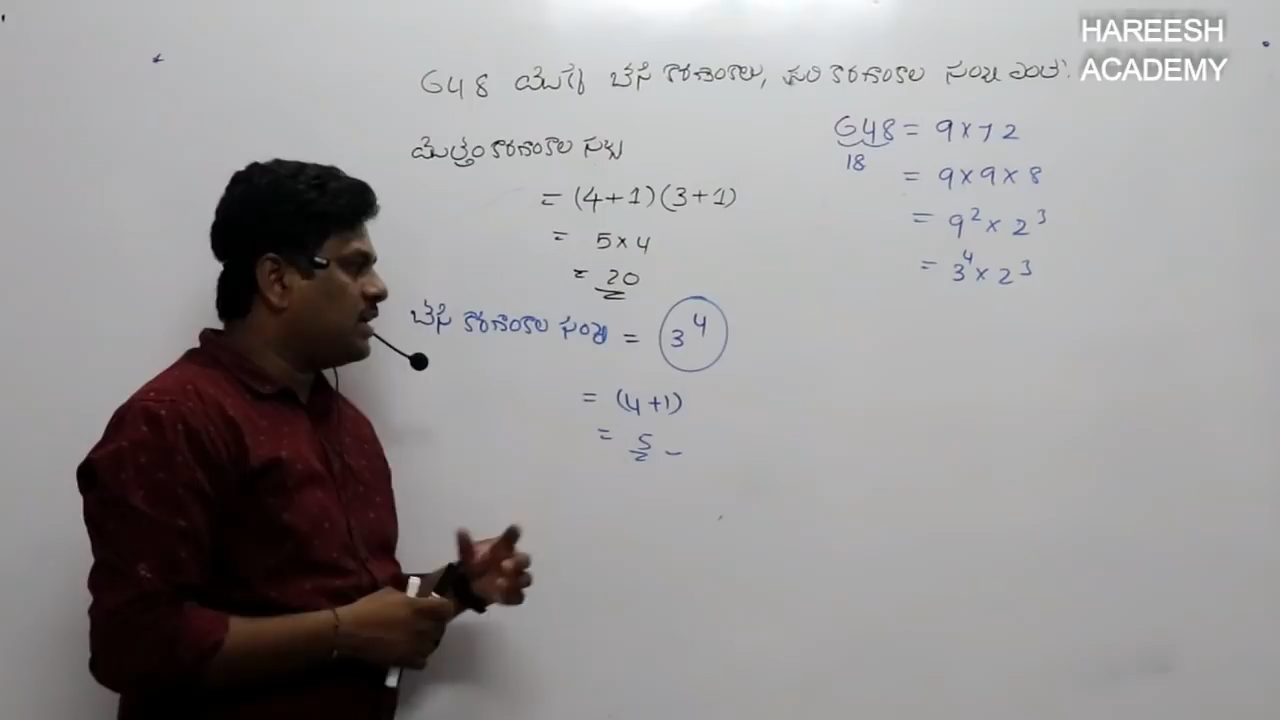 HAREESH
ACADEMY
648 యొక్క బేసి కారణాంకాలు, సరి కారణాంకాల సంఖ్య ఎంత?
మొత్తం కారణాంకాల సంఖ్య
= (4+1)(3+1)
= 5×4
= 20
బేసి కారణాంకాల సంఖ్య = 3⁴
= (4+1)
= 5
648 = 9×72
18
= 9×9×8
= 9²×2³
= 3⁴×2³